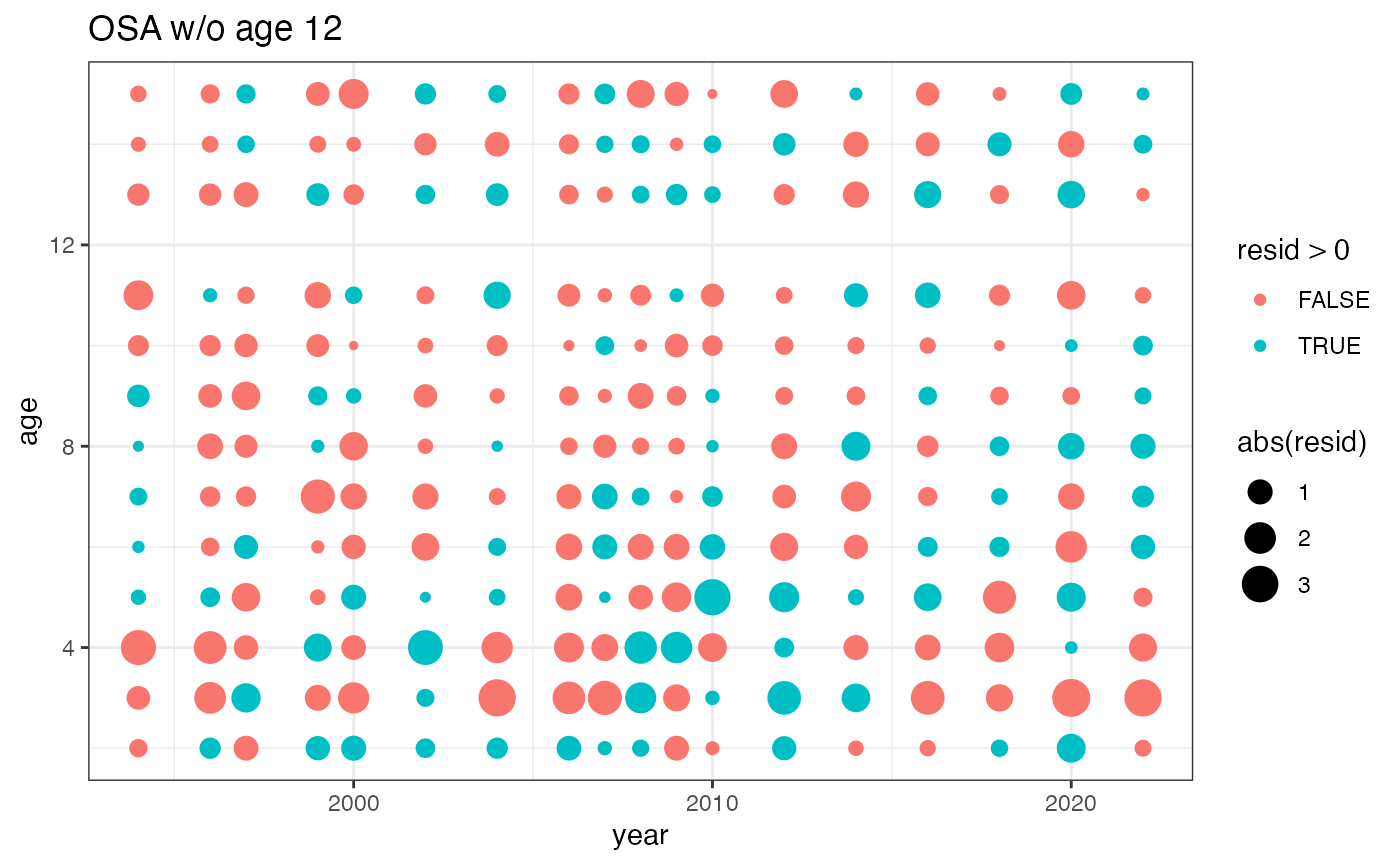 OSA w/o age 12
12
8
4
age
2000 2010 2020
year
resid > 0
FALSE
TRUE
abs(resid)
1
2
3